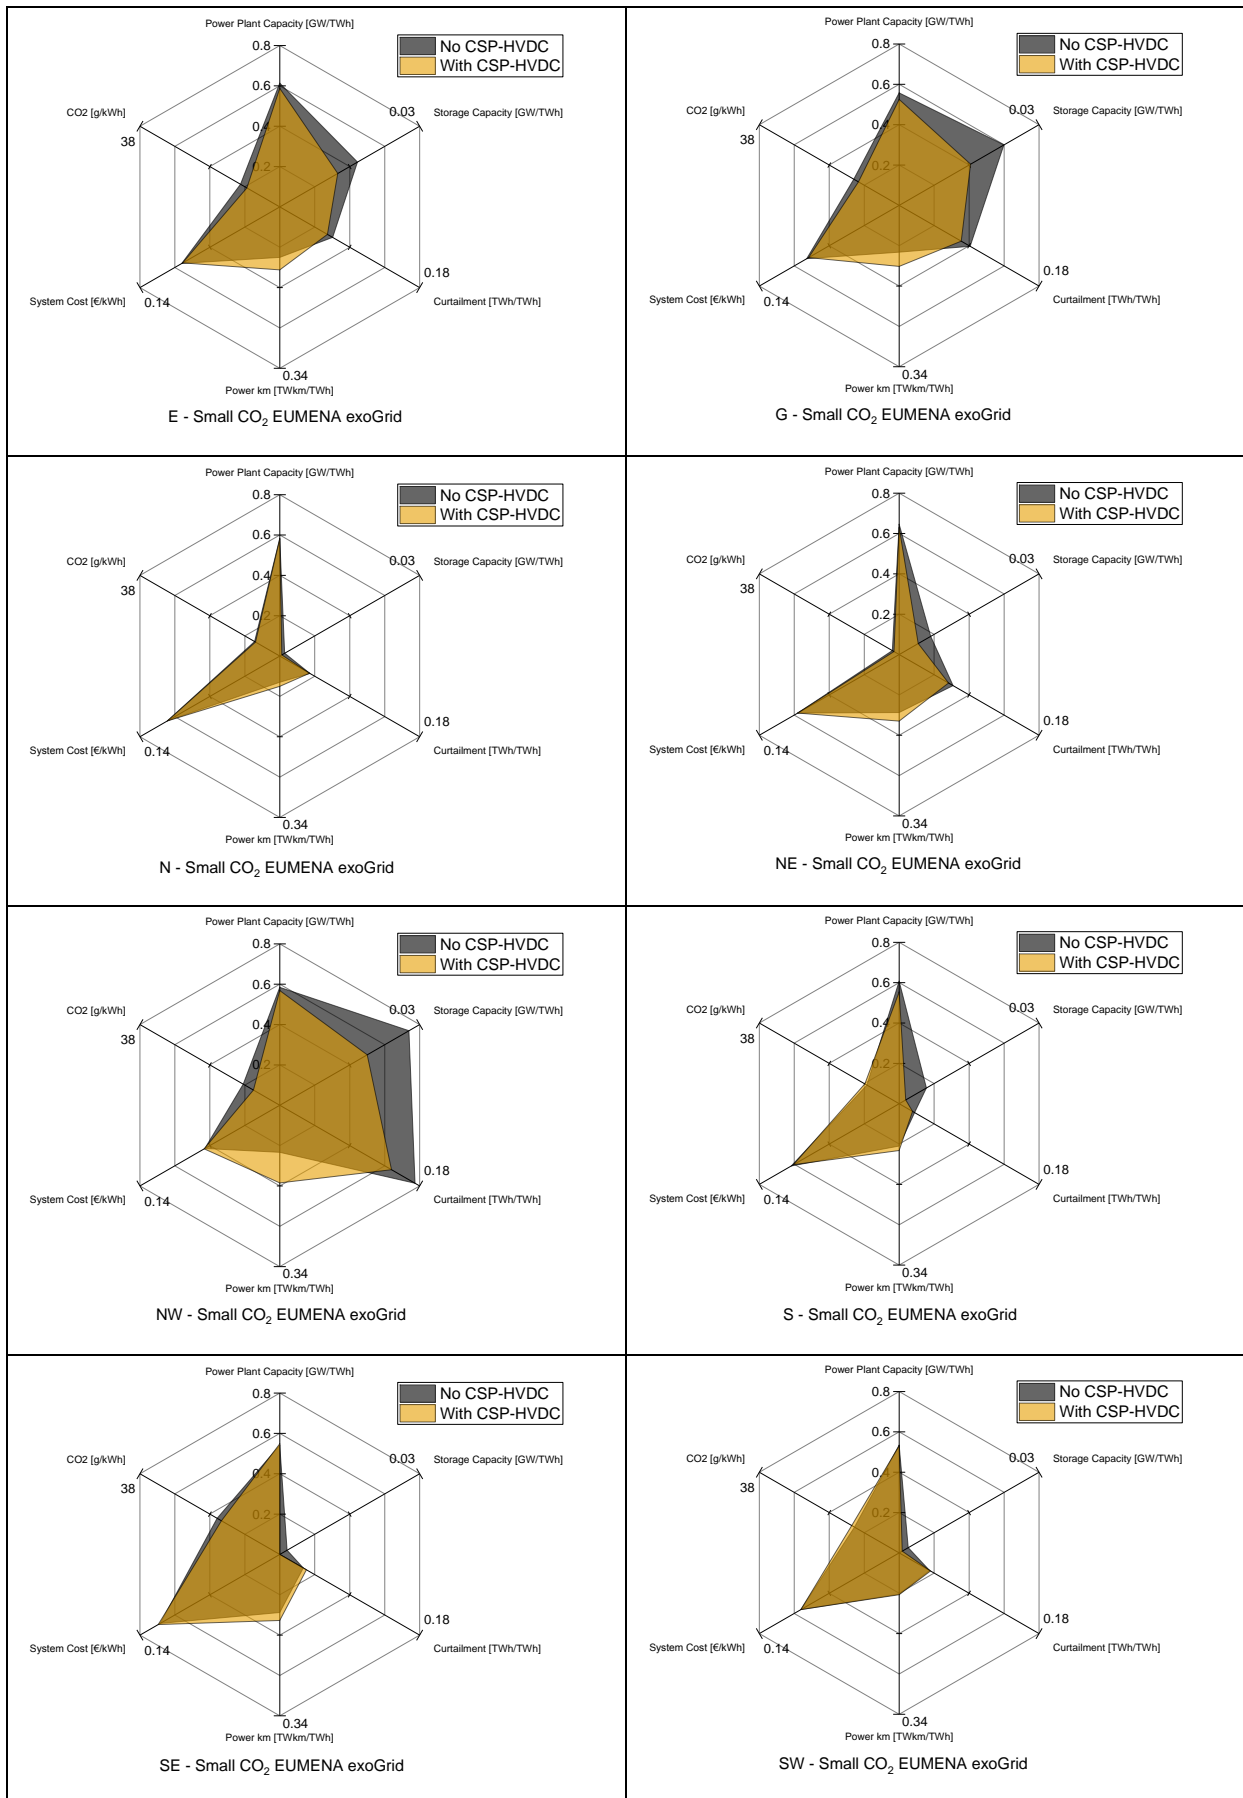 Power Plant Capacity [GW/TWh]
0.8
No CSP-HVDC
With CSP-HVDC
0.6
0.03
CO2 [g/kWh]
Storage Capacity [GW/TWh]
38
0.4
0.2
0.18
System Cost [€/kWh]
0.14
Curtailment [TWh/TWh]
0.34
Power km [TWkm/TWh]
E - Small CO₂ EUMENA exoGrid
Power Plant Capacity [GW/TWh]
0.8
No CSP-HVDC
With CSP-HVDC
0.6
0.03
CO2 [g/kWh]
Storage Capacity [GW/TWh]
38
0.4
0.2
0.18
System Cost [€/kWh]
0.14
Curtailment [TWh/TWh]
0.34
Power km [TWkm/TWh]
G - Small CO₂ EUMENA exoGrid
Power Plant Capacity [GW/TWh]
0.8
No CSP-HVDC
With CSP-HVDC
0.6
0.03
CO2 [g/kWh]
Storage Capacity [GW/TWh]
38
0.4
0.2
0.18
System Cost [€/kWh]
0.14
Curtailment [TWh/TWh]
0.34
Power km [TWkm/TWh]
N - Small CO₂ EUMENA exoGrid
Power Plant Capacity [GW/TWh]
0.8
No CSP-HVDC
With CSP-HVDC
0.6
0.03
CO2 [g/kWh]
Storage Capacity [GW/TWh]
38
0.4
0.2
0.18
System Cost [€/kWh]
0.14
Curtailment [TWh/TWh]
0.34
Power km [TWkm/TWh]
NE - Small CO₂ EUMENA exoGrid
Power Plant Capacity [GW/TWh]
0.8
No CSP-HVDC
With CSP-HVDC
0.6
0.03
CO2 [g/kWh]
Storage Capacity [GW/TWh]
38
0.4
0.2
0.18
System Cost [€/kWh]
0.14
Curtailment [TWh/TWh]
0.34
Power km [TWkm/TWh]
NW - Small CO₂ EUMENA exoGrid
Power Plant Capacity [GW/TWh]
0.8
No CSP-HVDC
With CSP-HVDC
0.6
0.03
CO2 [g/kWh]
Storage Capacity [GW/TWh]
38
0.4
0.2
0.18
System Cost [€/kWh]
0.14
Curtailment [TWh/TWh]
0.34
Power km [TWkm/TWh]
S - Small CO₂ EUMENA exoGrid
Power Plant Capacity [GW/TWh]
0.8
No CSP-HVDC
With CSP-HVDC
0.6
0.03
CO2 [g/kWh]
Storage Capacity [GW/TWh]
38
0.4
0.2
0.18
System Cost [€/kWh]
0.14
Curtailment [TWh/TWh]
0.34
Power km [TWkm/TWh]
SE - Small CO₂ EUMENA exoGrid
Power Plant Capacity [GW/TWh]
0.8
No CSP-HVDC
With CSP-HVDC
0.6
0.03
CO2 [g/kWh]
Storage Capacity [GW/TWh]
38
0.4
0.2
0.18
System Cost [€/kWh]
0.14
Curtailment [TWh/TWh]
0.34
Power km [TWkm/TWh]
SW - Small CO₂ EUMENA exoGrid